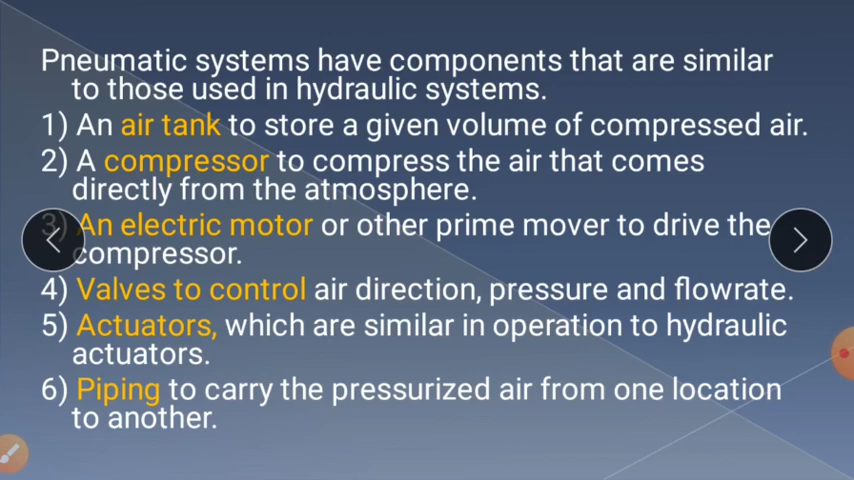 Pneumatic systems have components that are similar
to those used in hydraulic systems.
1) An air tank to store a given volume of compressed air.
2) A compressor to compress the air that comes
directly from the atmosphere.
3) An electric motor or other prime mover to drive the
compressor.
4) Valves to control air direction, pressure and flowrate.
5) Actuators, which are similar in operation to hydraulic
actuators.
6) Piping to carry the pressurized air from one location
to another.